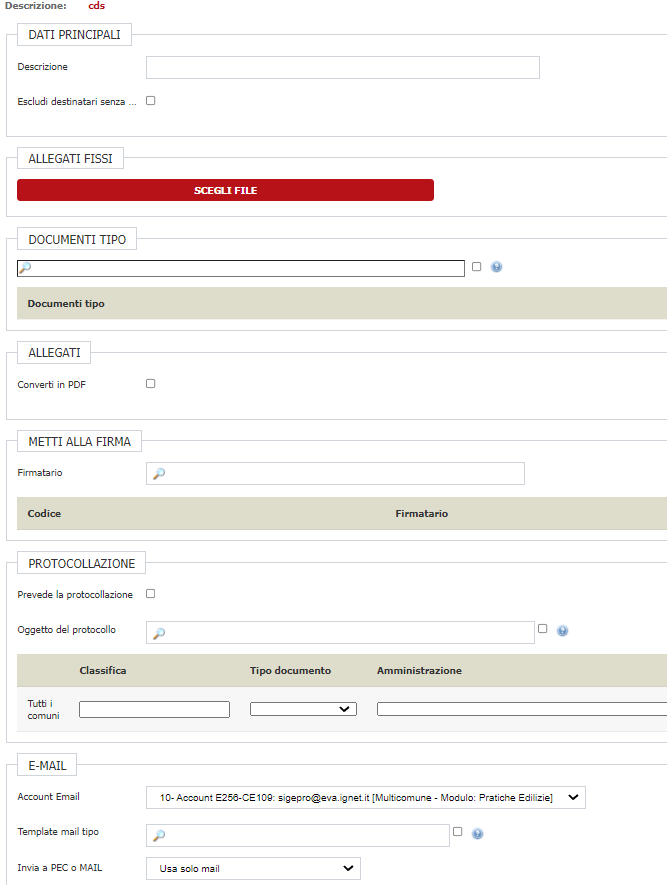 Descrizione: cds
DATI PRINCIPALI
Descrizione
Escludi destinatari senza ...
ALLEGATI FISSI
SCEGLI FILE
DOCUMENTI TIPO
Documenti tipo
ALLEGATI
Converti in PDF
METTI ALLA FIRMA
Firmatario
Codice Firmatario
PROTOCOLLAZIONE
Prevede la protocollazione
Oggetto del protocollo
Classifica Tipo documento Amministrazione
Tutti i
comuni
E-MAIL
Account Email 10- Account E256-CE109: sigepro@eva.ignet.it [Multicomune - Modulo: Pratiche Edilizie]
Template mail tipo
Invia a PEC o MAIL Usa solo mail